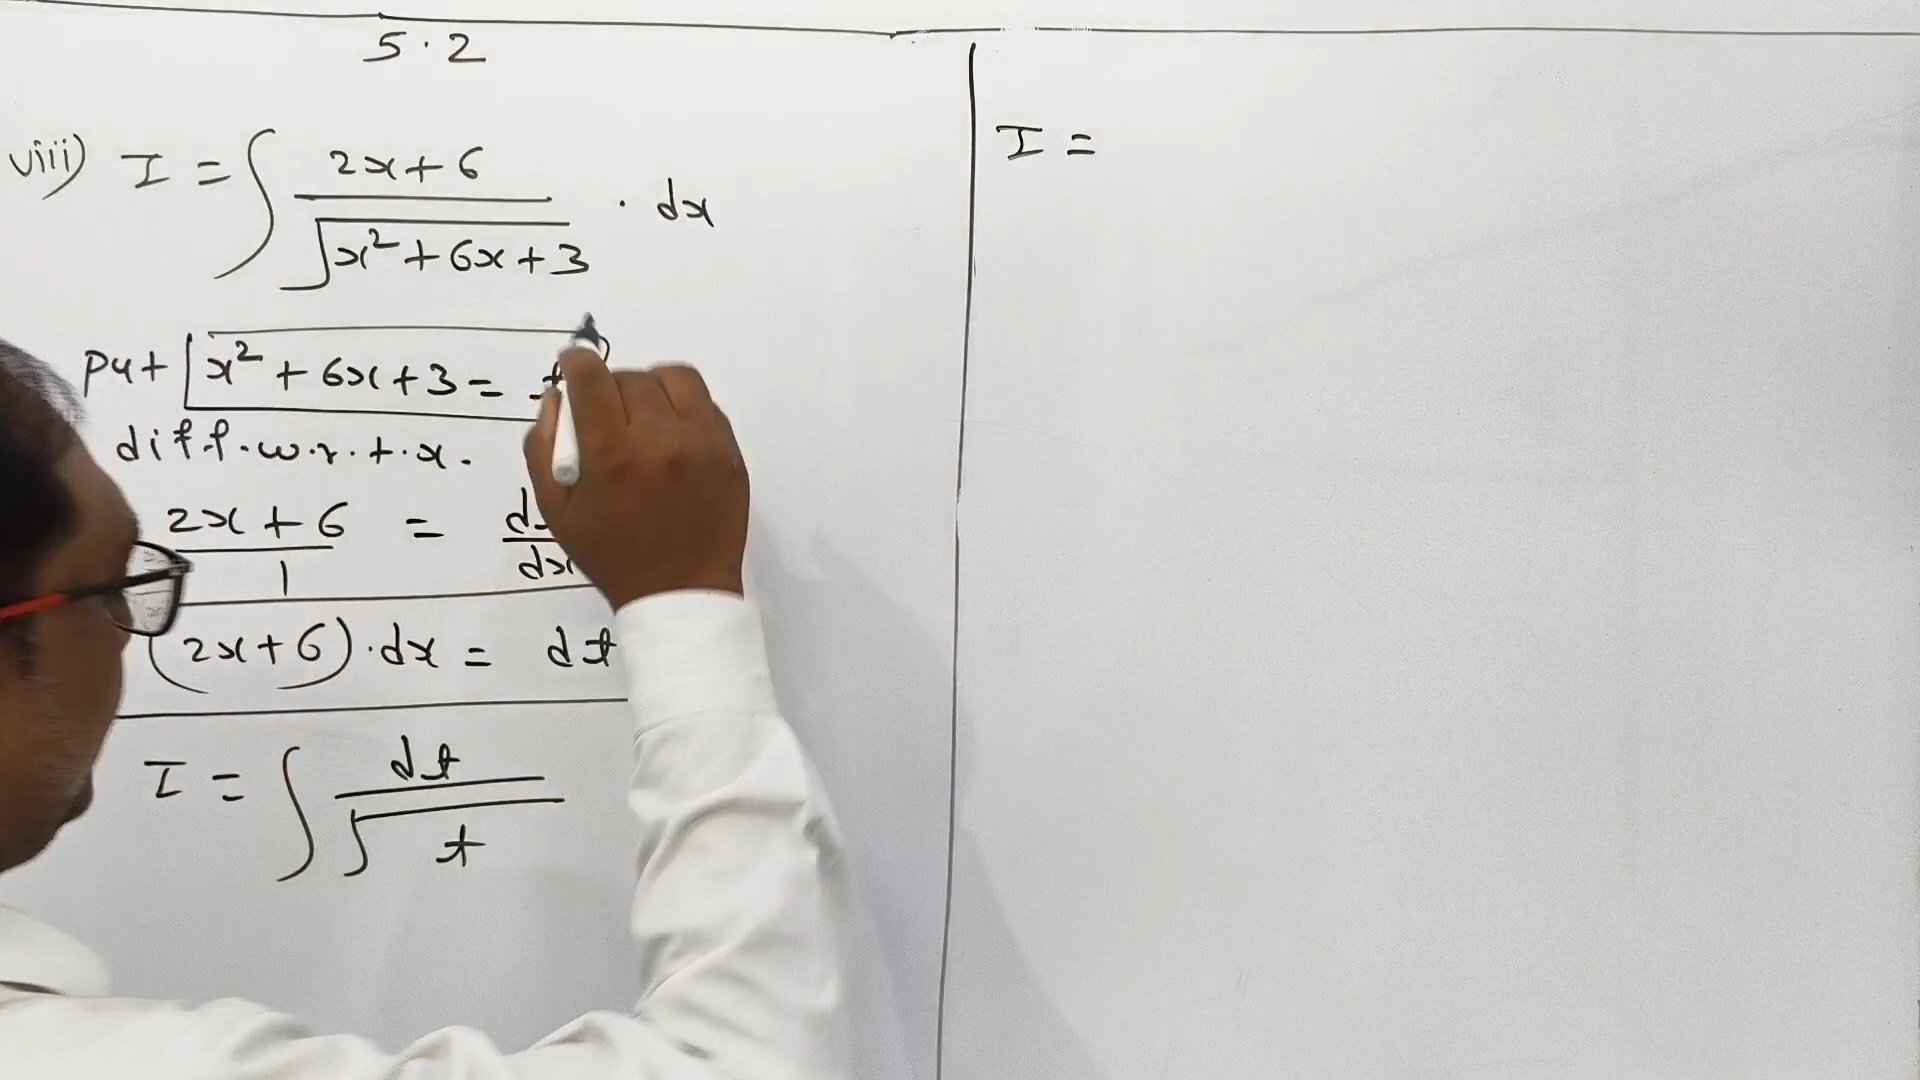 5.2
viii) I = ∫ 2x+6 / √x²+6x+3 . dx
put x² + 6x + 3 = t
diff.w.r.t.x.
2x+6 / 1 = d / dx
(2x+6).dx = dt
I = ∫ dt / √t
I =